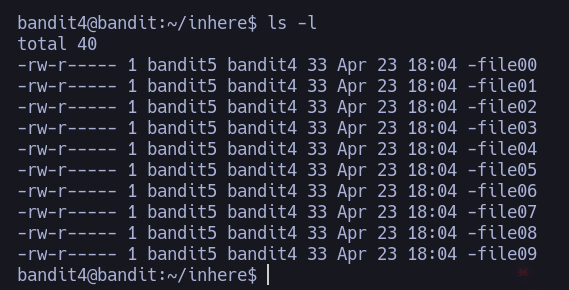 bandit4@bandit:~/inhere$ ls -l
total 40
-rw-r----- 1 bandit5 bandit4 33 Apr 23 18:04 -file00
-rw-r----- 1 bandit5 bandit4 33 Apr 23 18:04 -file01
-rw-r----- 1 bandit5 bandit4 33 Apr 23 18:04 -file02
-rw-r----- 1 bandit5 bandit4 33 Apr 23 18:04 -file03
-rw-r----- 1 bandit5 bandit4 33 Apr 23 18:04 -file04
-rw-r----- 1 bandit5 bandit4 33 Apr 23 18:04 -file05
-rw-r----- 1 bandit5 bandit4 33 Apr 23 18:04 -file06
-rw-r----- 1 bandit5 bandit4 33 Apr 23 18:04 -file07
-rw-r----- 1 bandit5 bandit4 33 Apr 23 18:04 -file08
-rw-r----- 1 bandit5 bandit4 33 Apr 23 18:04 -file09
bandit4@bandit:~/inhere$